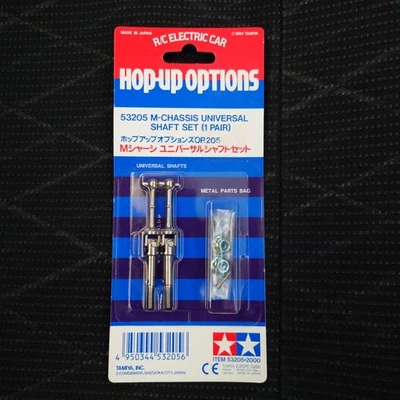 MADE IN JAPAN
© 1994 TAMIYA
R/C ELECTRIC CAR
HOP-UP OPTIONS
53205 M-CHASSIS UNIVERSAL
SHAFT SET (1 PAIR)
ホップアップオプションズOP.205
Mシャーシ ユニバーサルシャフトセット
UNIVERSAL SHAFTS
METAL PARTS BAG
4 950344 532056
TAMIYA, INC.
ITEM 53205-2000
CE